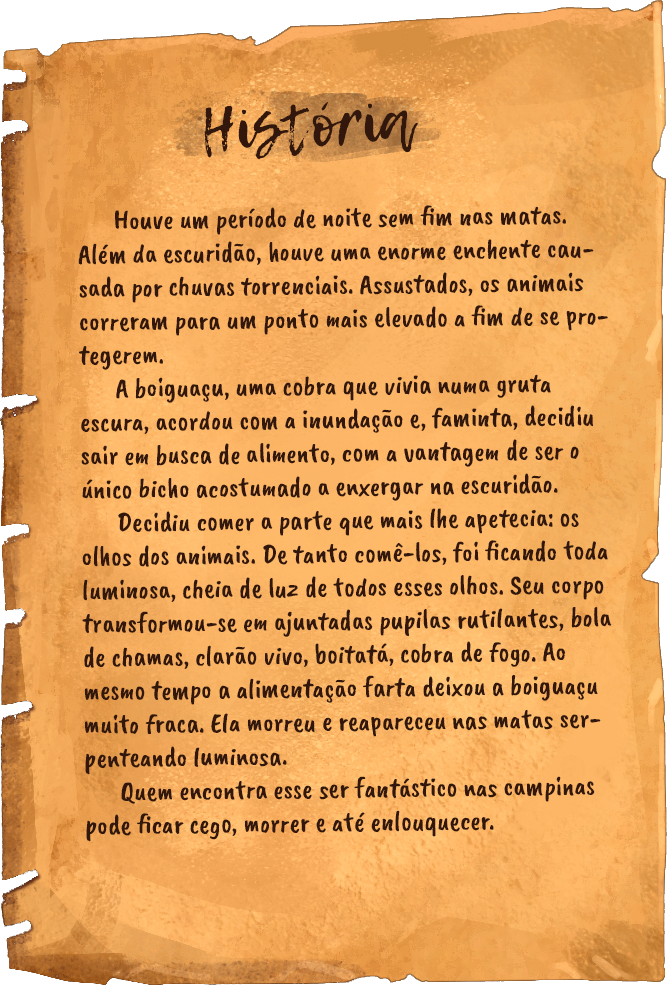 História
Houve um período de noite sem fim nas matas.
Além da escuridão, houve uma enorme enchente cau-
sada por chuvas torrenciais. Assustados, os animais
correram para um ponto mais elevado a fim de se pro-
tegerem.
A boiguaçu, uma cobra que vivia numa gruta
escura, acordou com a inundação e, faminta, decidiu
sair em busca de alimento, com a vantagem de ser o
único bicho acostumado a enxergar na escuridão.
Decidiu comer a parte que mais lhe apetecia: os
olhos dos animais. De tanto comê-los, foi ficando toda
luminosa, cheia de luz de todos esses olhos. Seu corpo
transformou-se em ajuntadas pupilas rutilantes, bola
de chamas, clarão vivo, boitatá, cobra de fogo. Ao
mesmo tempo a alimentação farta deixou a boiguaçu
muito fraca. Ela morreu e reapareceu nas matas ser-
penteando luminosa.
Quem encontra esse ser fantástico nas campinas
pode ficar cego, morrer e até enlouquecer.